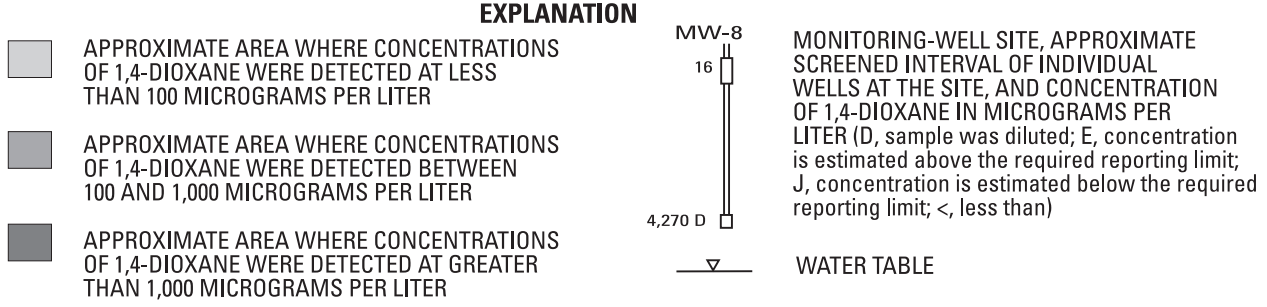 EXPLANATION
APPROXIMATE AREA WHERE CONCENTRATIONS
OF 1,4-DIOXANE WERE DETECTED AT LESS
THAN 100 MICROGRAMS PER LITER
APPROXIMATE AREA WHERE CONCENTRATIONS
OF 1,4-DIOXANE WERE DETECTED BETWEEN
100 AND 1,000 MICROGRAMS PER LITER
APPROXIMATE AREA WHERE CONCENTRATIONS
OF 1,4-DIOXANE WERE DETECTED AT GREATER
THAN 1,000 MICROGRAMS PER LITER
MW-8
16
4,270 D
MONITORING-WELL SITE, APPROXIMATE
SCREENED INTERVAL OF INDIVIDUAL
WELLS AT THE SITE, AND CONCENTRATION
OF 1,4-DIOXANE IN MICROGRAMS PER
LITER (D, sample was diluted; E, concentration
is estimated above the required reporting limit;
J, concentration is estimated below the required
reporting limit; <, less than)
WATER TABLE